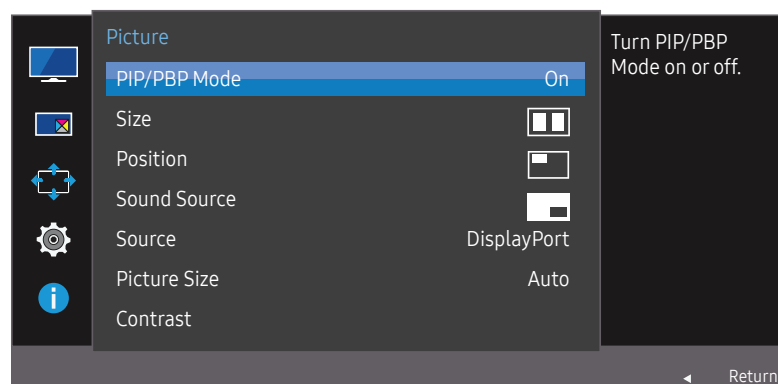 Picture
PIP/PBP Mode On
Size
Position
Sound Source
Source DisplayPort
Picture Size Auto
Contrast
Turn PIP/PBP
Mode on or off.
Return